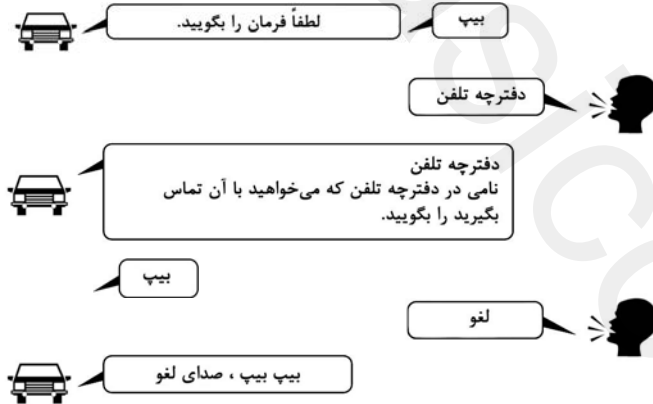 لطفاً فرمان را بگویید.
بیپ
دفترچه تلفن
دفترچه تلفن
نامی در دفترچه تلفن که می‌خواهید با آن تماس
بگیرید را بگویید.
بیپ
لغو
بیپ بیپ ، صدای لغو